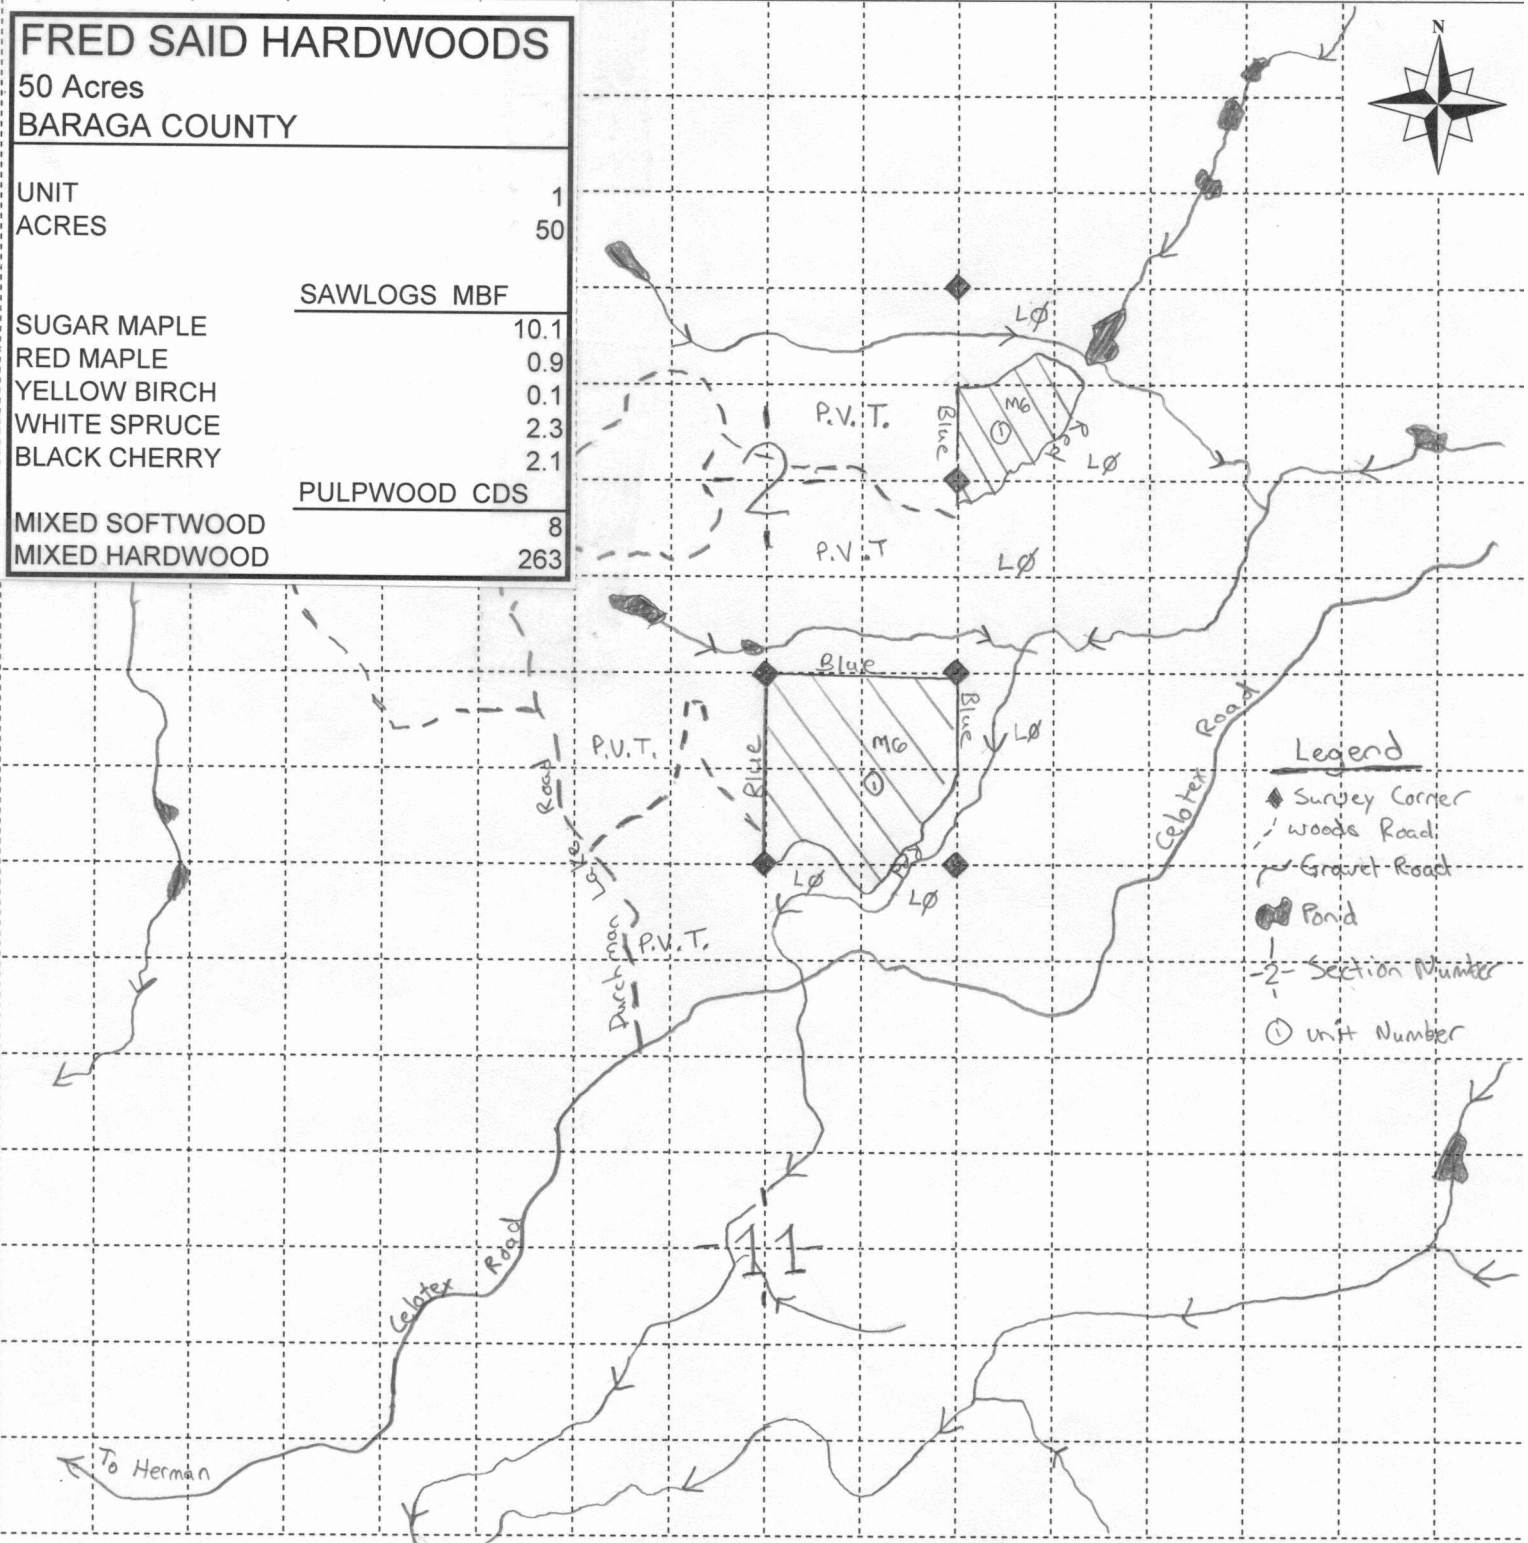 FRED SAID HARDWOODS
50 Acres
BARAGA COUNTY
UNIT 1
ACRES 50
SAWLOGS MBF
SUGAR MAPLE 10.1
RED MAPLE 0.9
YELLOW BIRCH 0.1
WHITE SPRUCE 2.3
BLACK CHERRY 2.1
PULPWOOD CDS
MIXED SOFTWOOD 8
MIXED HARDWOOD 263
N
LØ
P.V.T.
Blue
M6
1
Red
LØ
2
P.V.T
LØ
Blue
Blue
Blue
M6
1
Red
LØ
LØ
LØ
P.V.T.
P.V.T.
Road
Lake
Durchman
Celotex Road
Legend
Survey Corner
Woods Road
Gravel Road
Pond
-2- Section Number
1 Unit Number
-11-
Celotex Road
To Herman